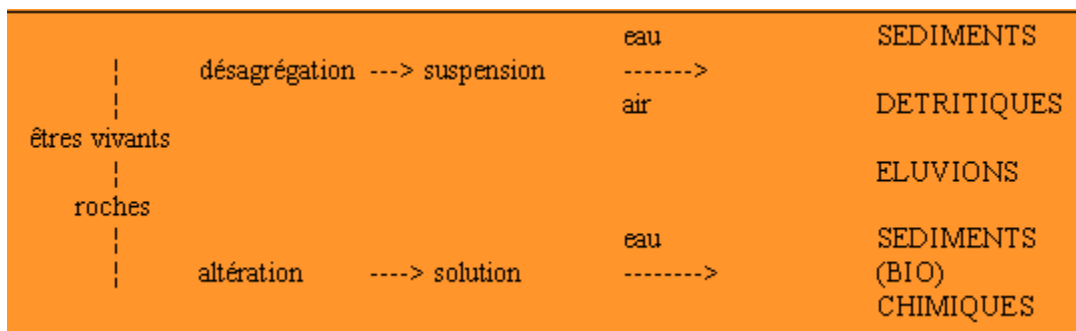 eau SEDIMENTS
¦ désagrégation ---> suspension ------->
¦ air DETRITIQUES
êtres vivants
¦ ELUVIONS
roches
¦ eau SEDIMENTS
¦ altération ----> solution --------> (BIO)
CHIMIQUES